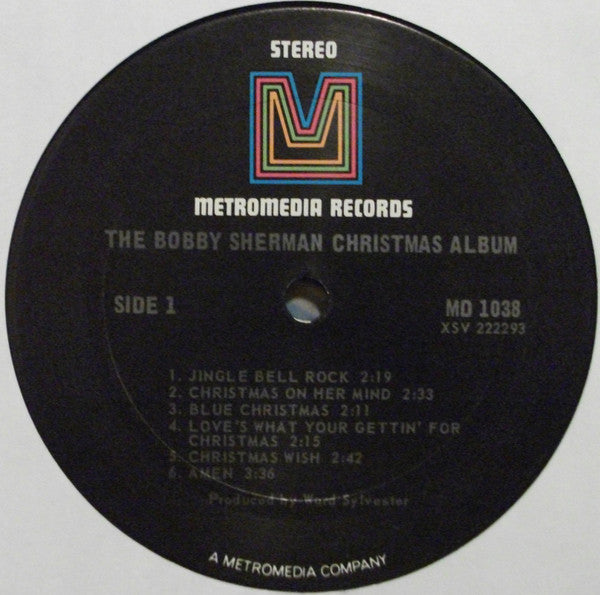 STEREO
METROMEDIA RECORDS
THE BOBBY SHERMAN CHRISTMAS ALBUM
SIDE 1
MD 1038
XSV 222293
1. JINGLE BELL ROCK 2:19
2. CHRISTMAS ON HER MIND 2:33
3. BLUE CHRISTMAS 2:11
4. LOVE'S WHAT YOUR GETTIN' FOR
CHRISTMAS 2:15
5. CHRISTMAS WISH 2:42
6. AMEN 3:36
Produced by Ward Sylvester
A METROMEDIA COMPANY